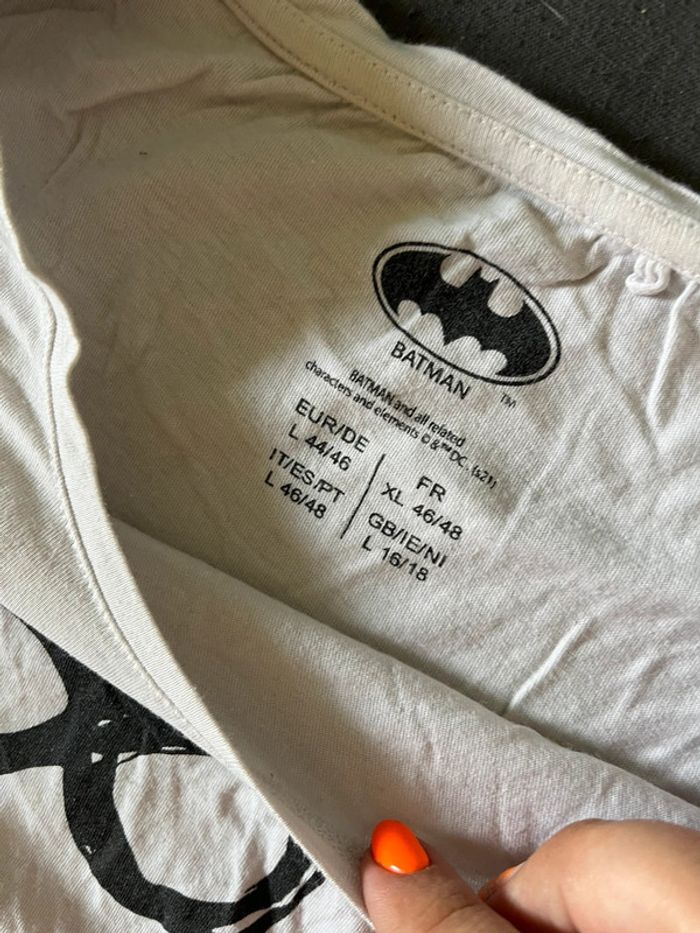 BATMAN
TM
BATMAN and all related
characters and elements © & ™ DC. (s21)
EUR/DE
L 44/46
IT/ES/PT
L 46/48
FR
XL 46/48
GB/IE/NI
L 16/18